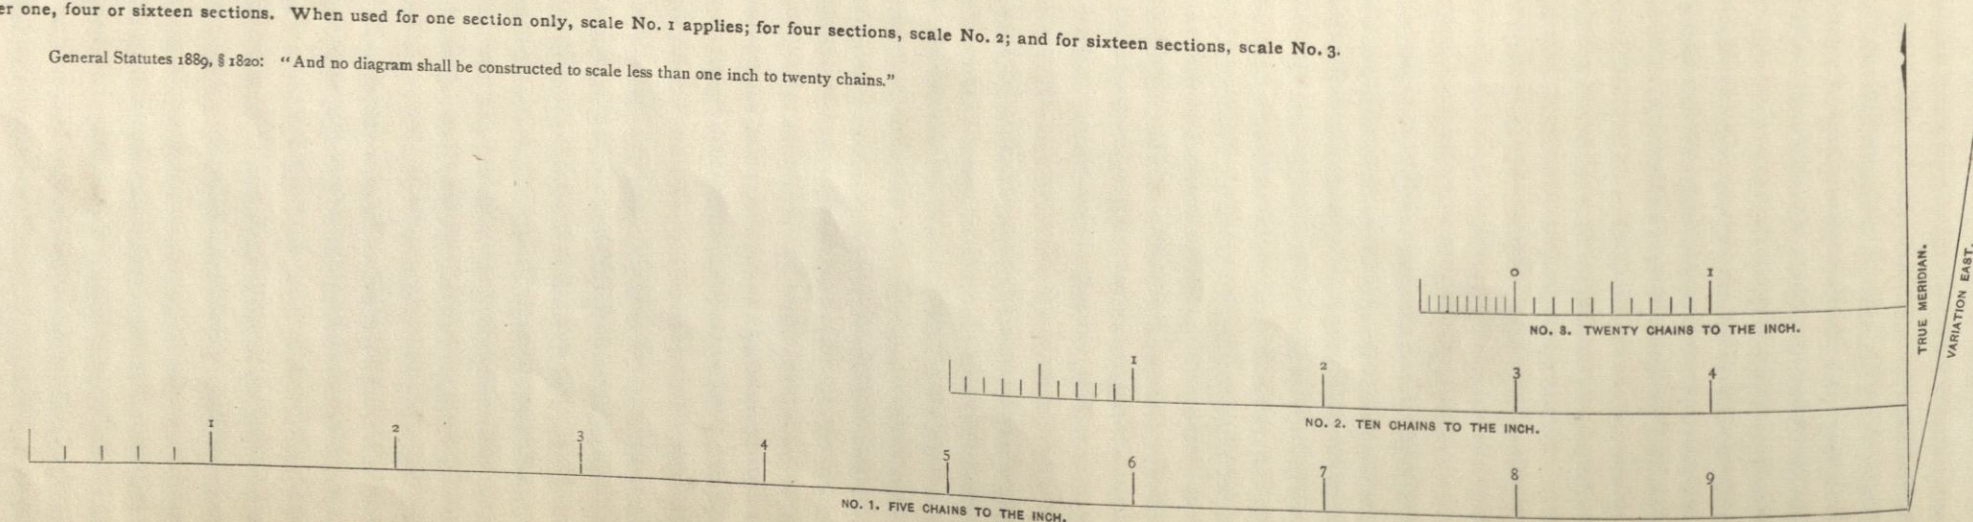 er one, four or sixteen sections. When used for one section only, scale No. 1 applies; for four sections, scale No. 2; and for sixteen sections, scale No. 3.
General Statutes 1889, § 1820: "And no diagram shall be constructed to scale less than one inch to twenty chains."
0 1
NO. 3. TWENTY CHAINS TO THE INCH.
1 2 3 4
NO. 2. TEN CHAINS TO THE INCH.
1 2 3 4 5 6 7 8 9
NO. 1. FIVE CHAINS TO THE INCH.
TRUE MERIDIAN.
VARIATION EAST.